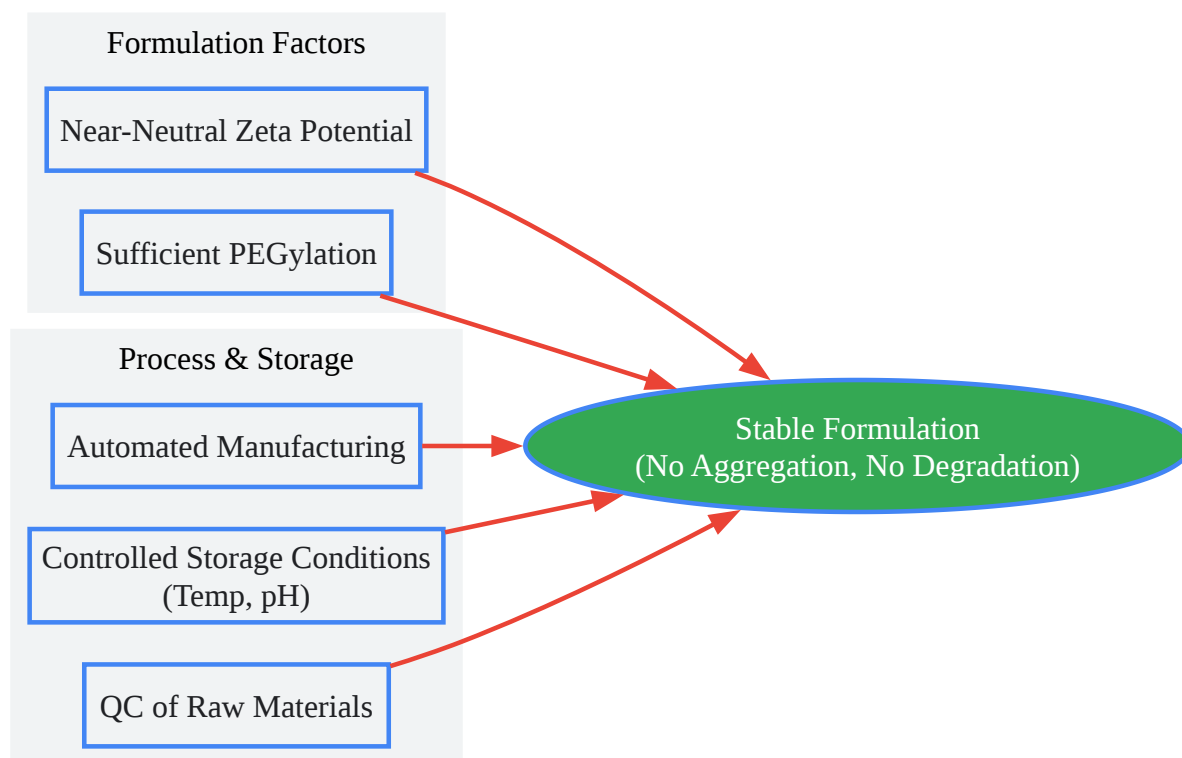 Formulation Factors
Near-Neutral Zeta Potential
Sufficient PEGylation
Process & Storage
Automated Manufacturing
Controlled Storage Conditions
(Temp, pH)
QC of Raw Materials
Stable Formulation
(No Aggregation, No Degradation)